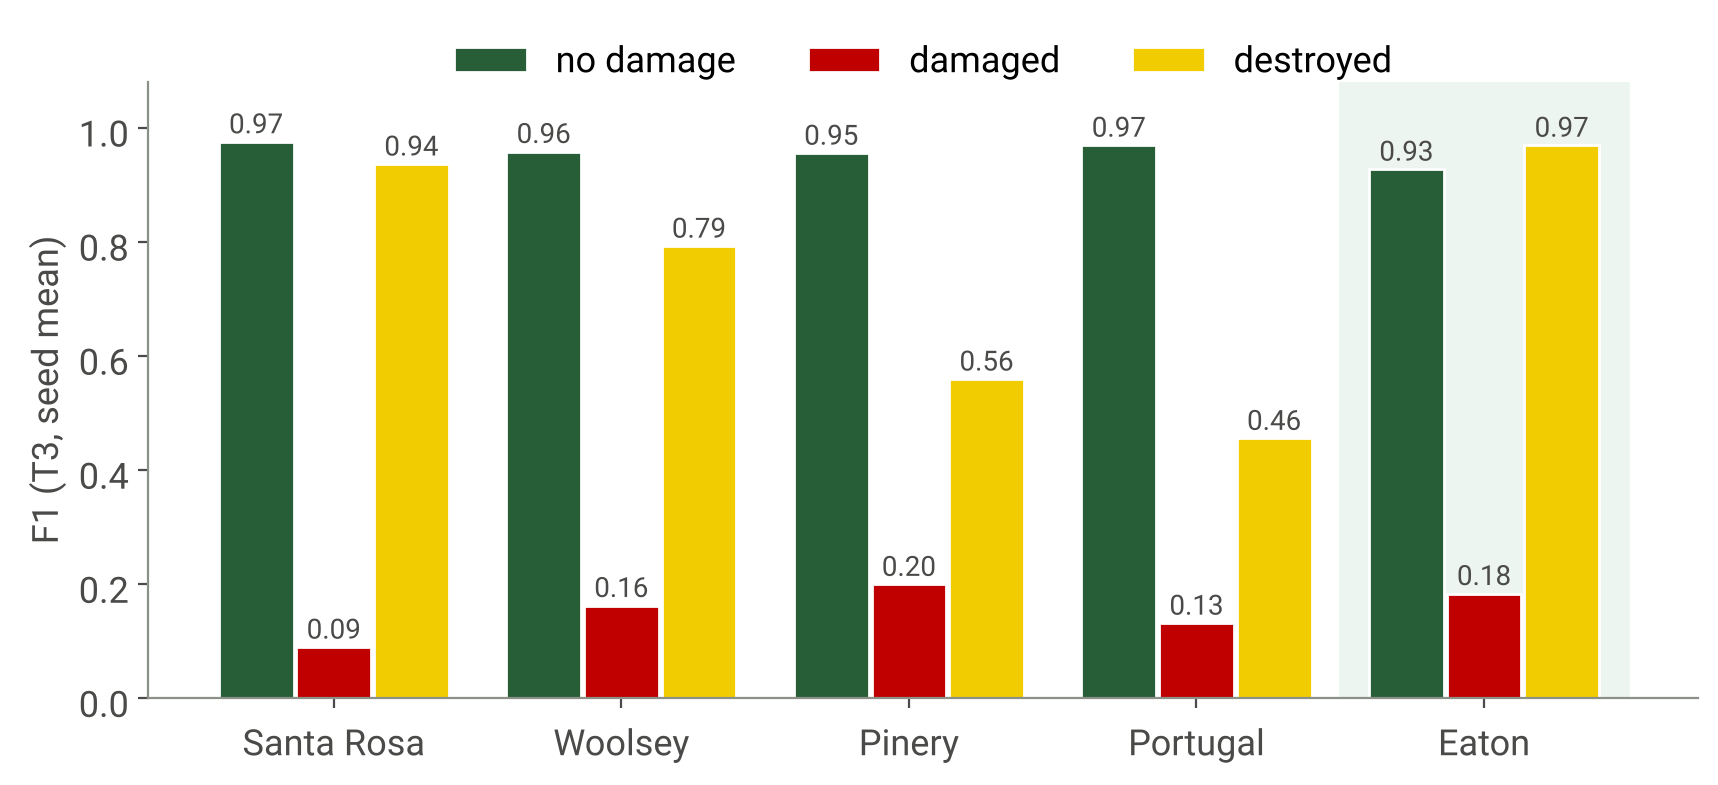 no damage damaged destroyed
F1 (T3, seed mean)
1.0
0.8
0.6
0.4
0.2
0.0
0.97 0.09 0.94
0.96 0.16 0.79
0.95 0.20 0.56
0.97 0.13 0.46
0.93 0.18 0.97
Santa Rosa Woolsey Pinery Portugal Eaton